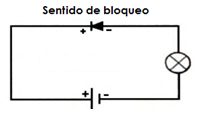 Sentido de bloqueo
+ -
+ -